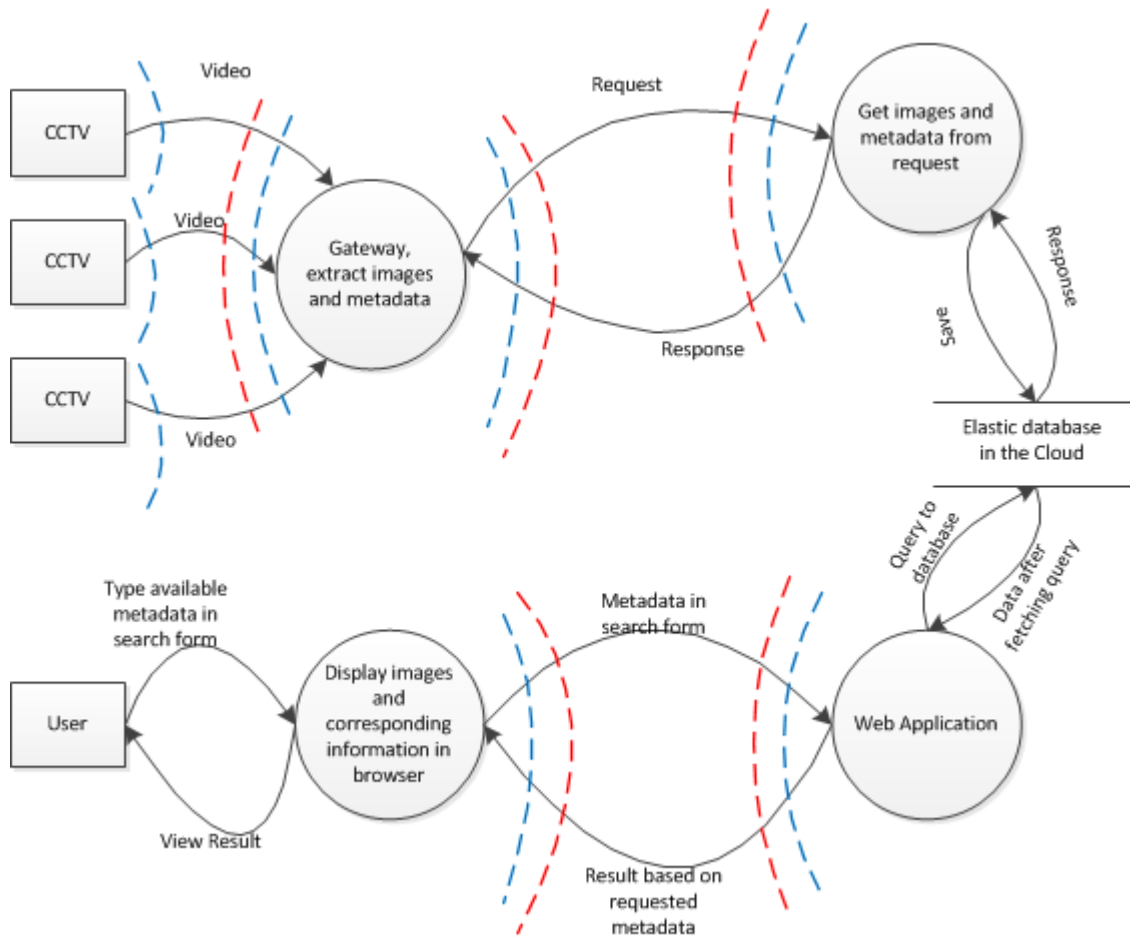 Video
Request
CCTV
Get images and
metadata from
request
Video
CCTV
Gateway,
extract images
and metadata
Response
Save
Response
CCTV
Video
Elastic database
in the Cloud
Query to
database
Data after
fetching query
Type available
metadata in
search form
Metadata in
search form
User
Display images
and
corresponding
information in
browser
Web Application
View Result
Result based on
requested
metadata